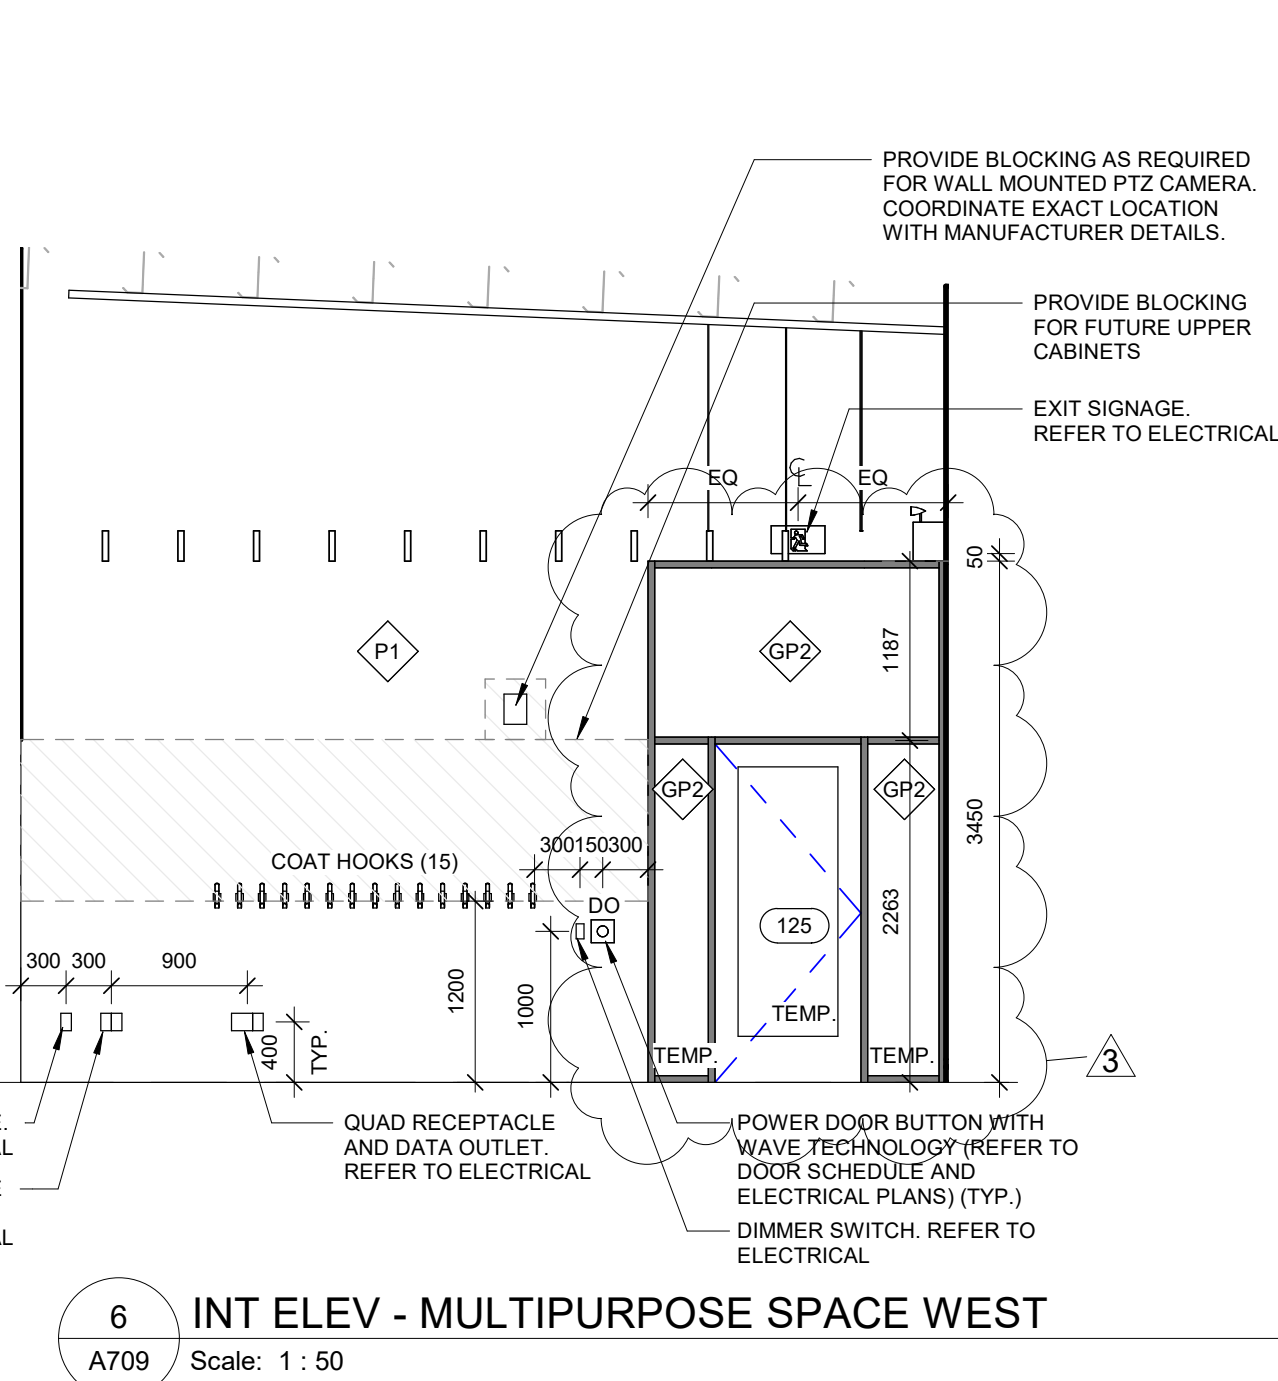 PROVIDE BLOCKING AS REQUIRED
FOR WALL MOUNTED PTZ CAMERA.
COORDINATE EXACT LOCATION
WITH MANUFACTURER DETAILS.
PROVIDE BLOCKING
FOR FUTURE UPPER
CABINETS
EXIT SIGNAGE.
REFER TO ELECTRICAL
EQ
EQ
50
P1
GP2
1187
GP2
GP2
3450
300 150 300
COAT HOOKS (15)
DO
125
2263
300 300 900
1200
1000
400
TYP.
TEMP.
TEMP.
TEMP.
3
QUAD RECEPTACLE
AND DATA OUTLET.
REFER TO ELECTRICAL
POWER DOOR BUTTON WITH
WAVE TECHNOLOGY (REFER TO
DOOR SCHEDULE AND
ELECTRICAL PLANS) (TYP.)
DIMMER SWITCH. REFER TO
ELECTRICAL
6
INT ELEV - MULTIPURPOSE SPACE WEST
A709
Scale: 1 : 50